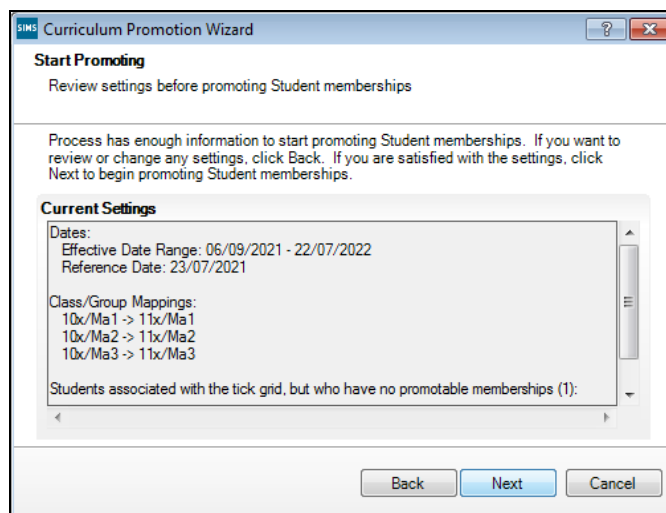 SIMS Curriculum Promotion Wizard
Start Promoting
Review settings before promoting Student memberships
Process has enough information to start promoting Student memberships. If you want to
review or change any settings, click Back. If you are satisfied with the settings, click
Next to begin promoting Student memberships.
Current Settings
Dates:
Effective Date Range: 06/09/2021 - 22/07/2022
Reference Date: 23/07/2021
Class/Group Mappings:
10x/Ma1 -> 11x/Ma1
10x/Ma2 -> 11x/Ma2
10x/Ma3 -> 11x/Ma3
Students associated with the tick grid, but who have no promotable memberships (1):
Back Next Cancel